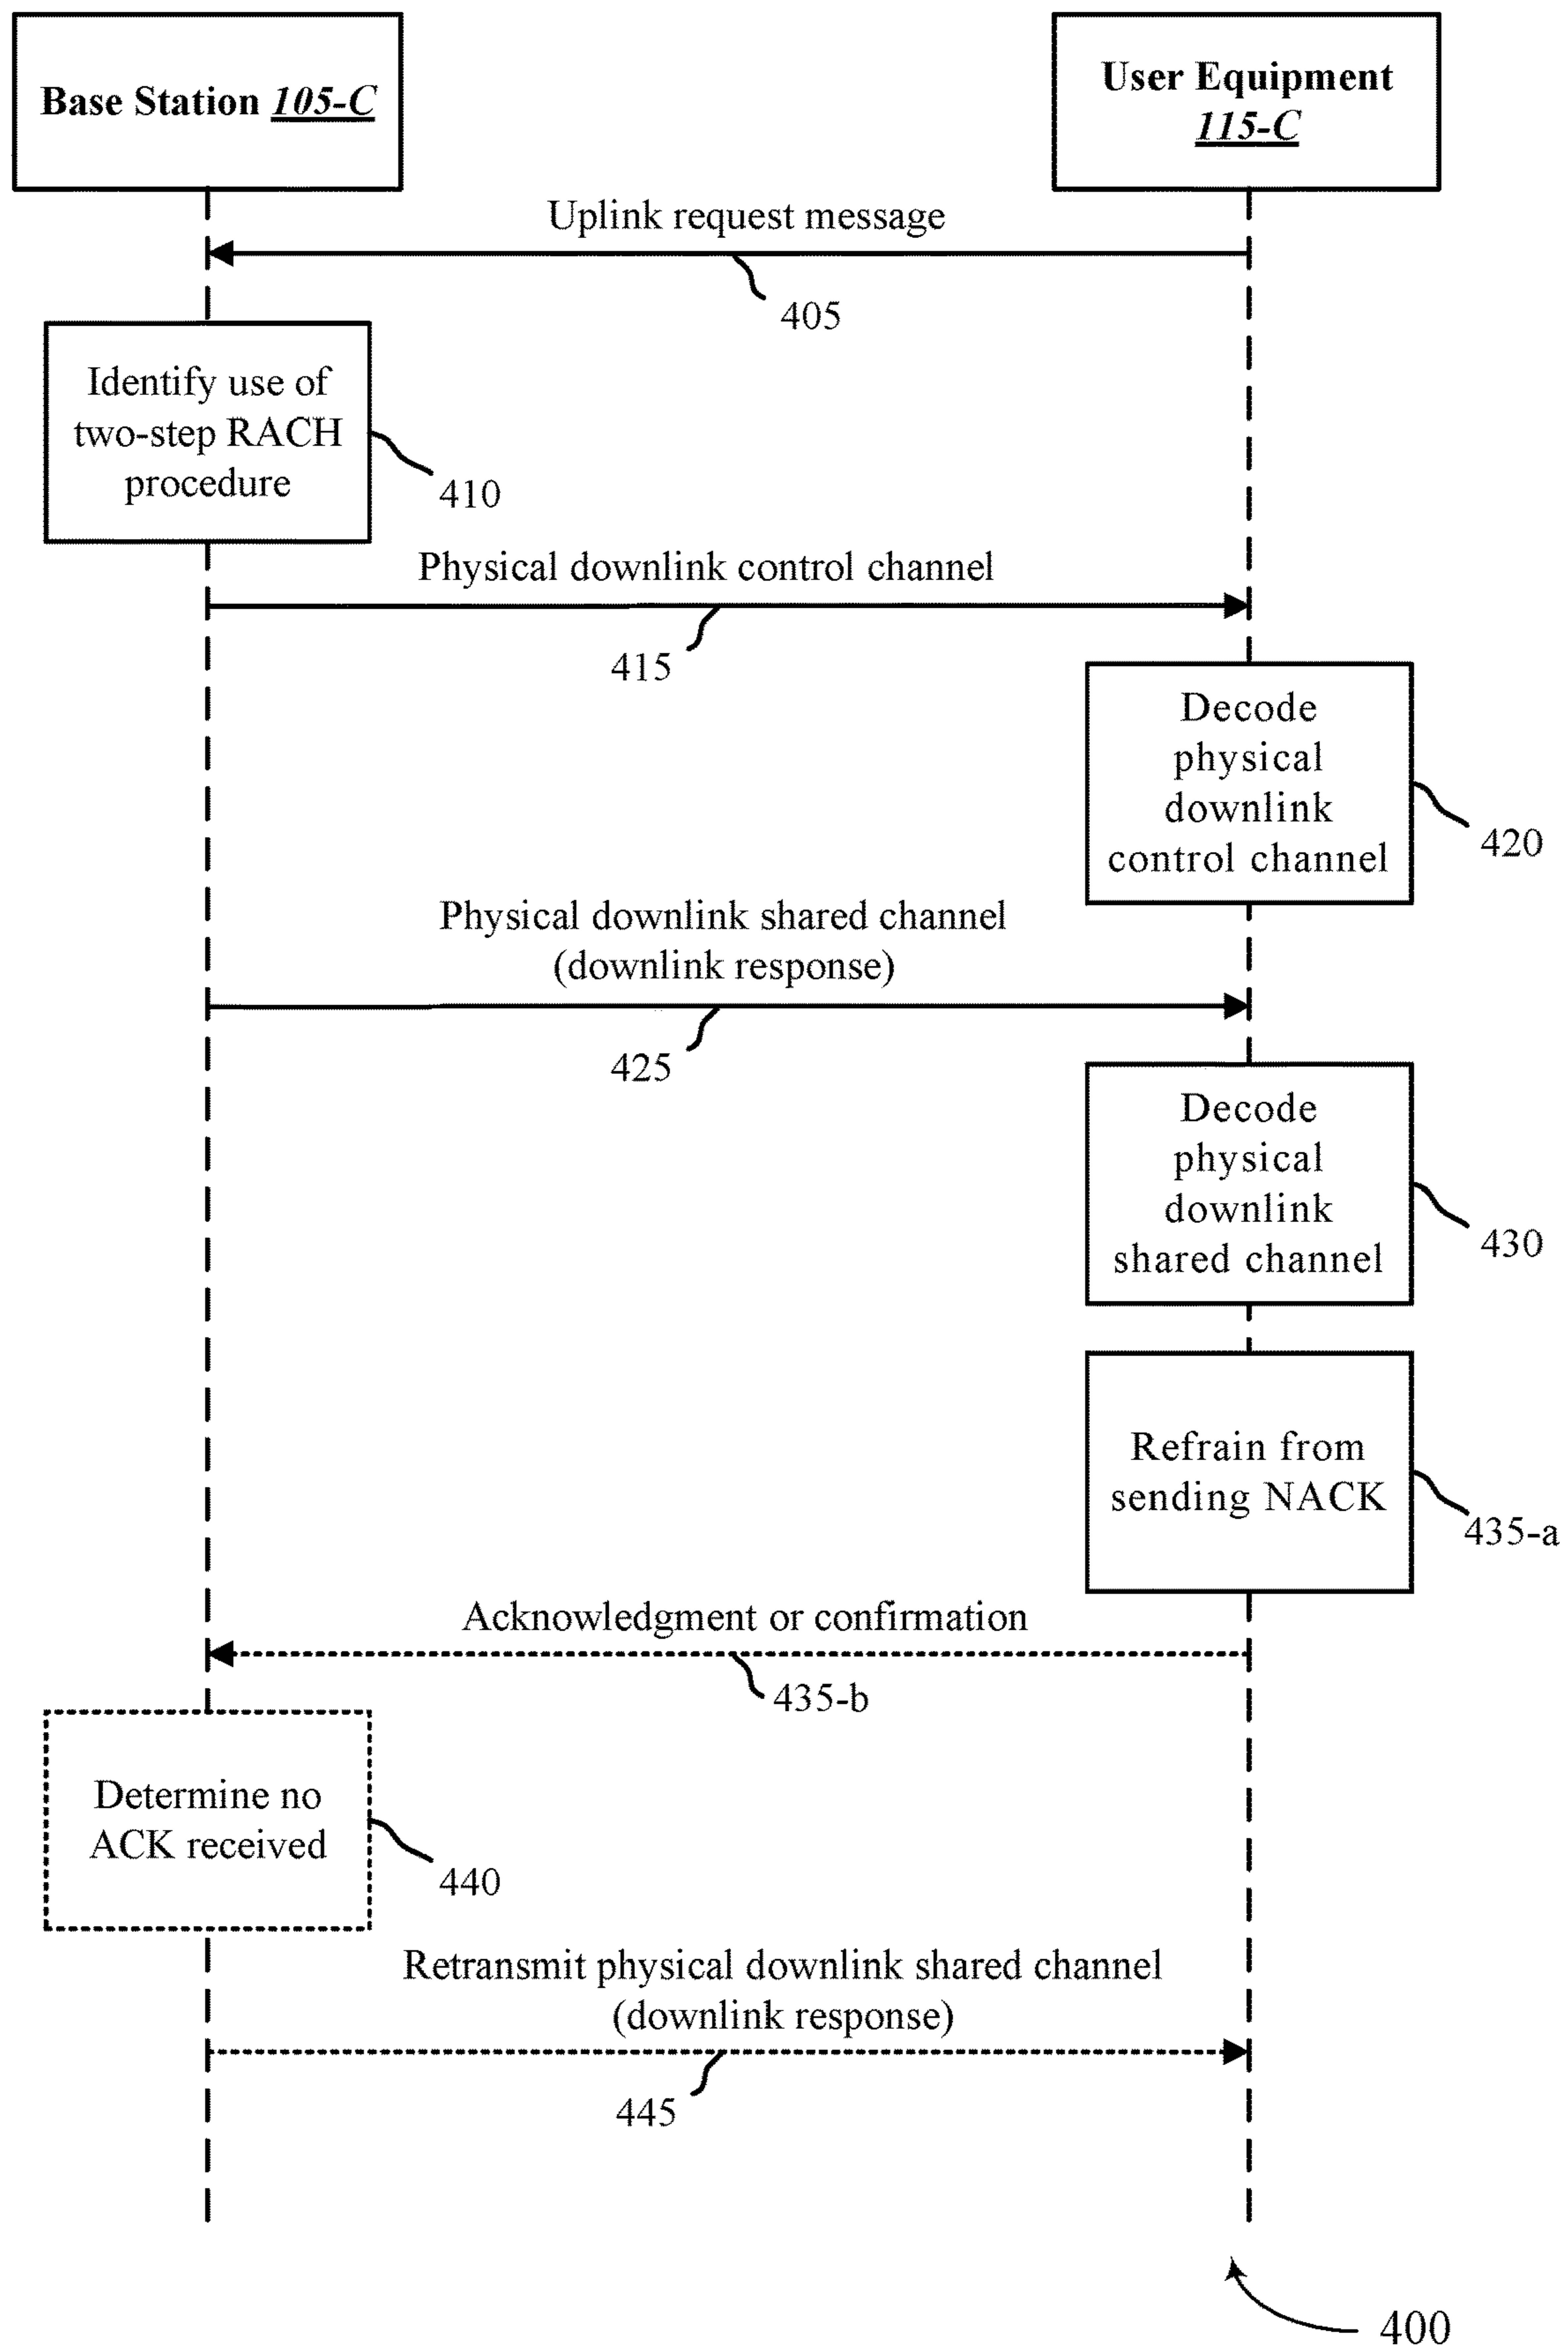 Base Station 105-C
User Equipment
115-C
Uplink request message
405
Identify use of
two-step RACH
procedure
410
Physical downlink control channel
415
Decode
physical
downlink
control channel
420
Physical downlink shared channel
(downlink response)
425
Decode
physical
downlink
shared channel
430
Refrain from
sending NACK
435-a
Acknowledgment or confirmation
435-b
Determine no
ACK received
440
Retransmit physical downlink shared channel
(downlink response)
445
400